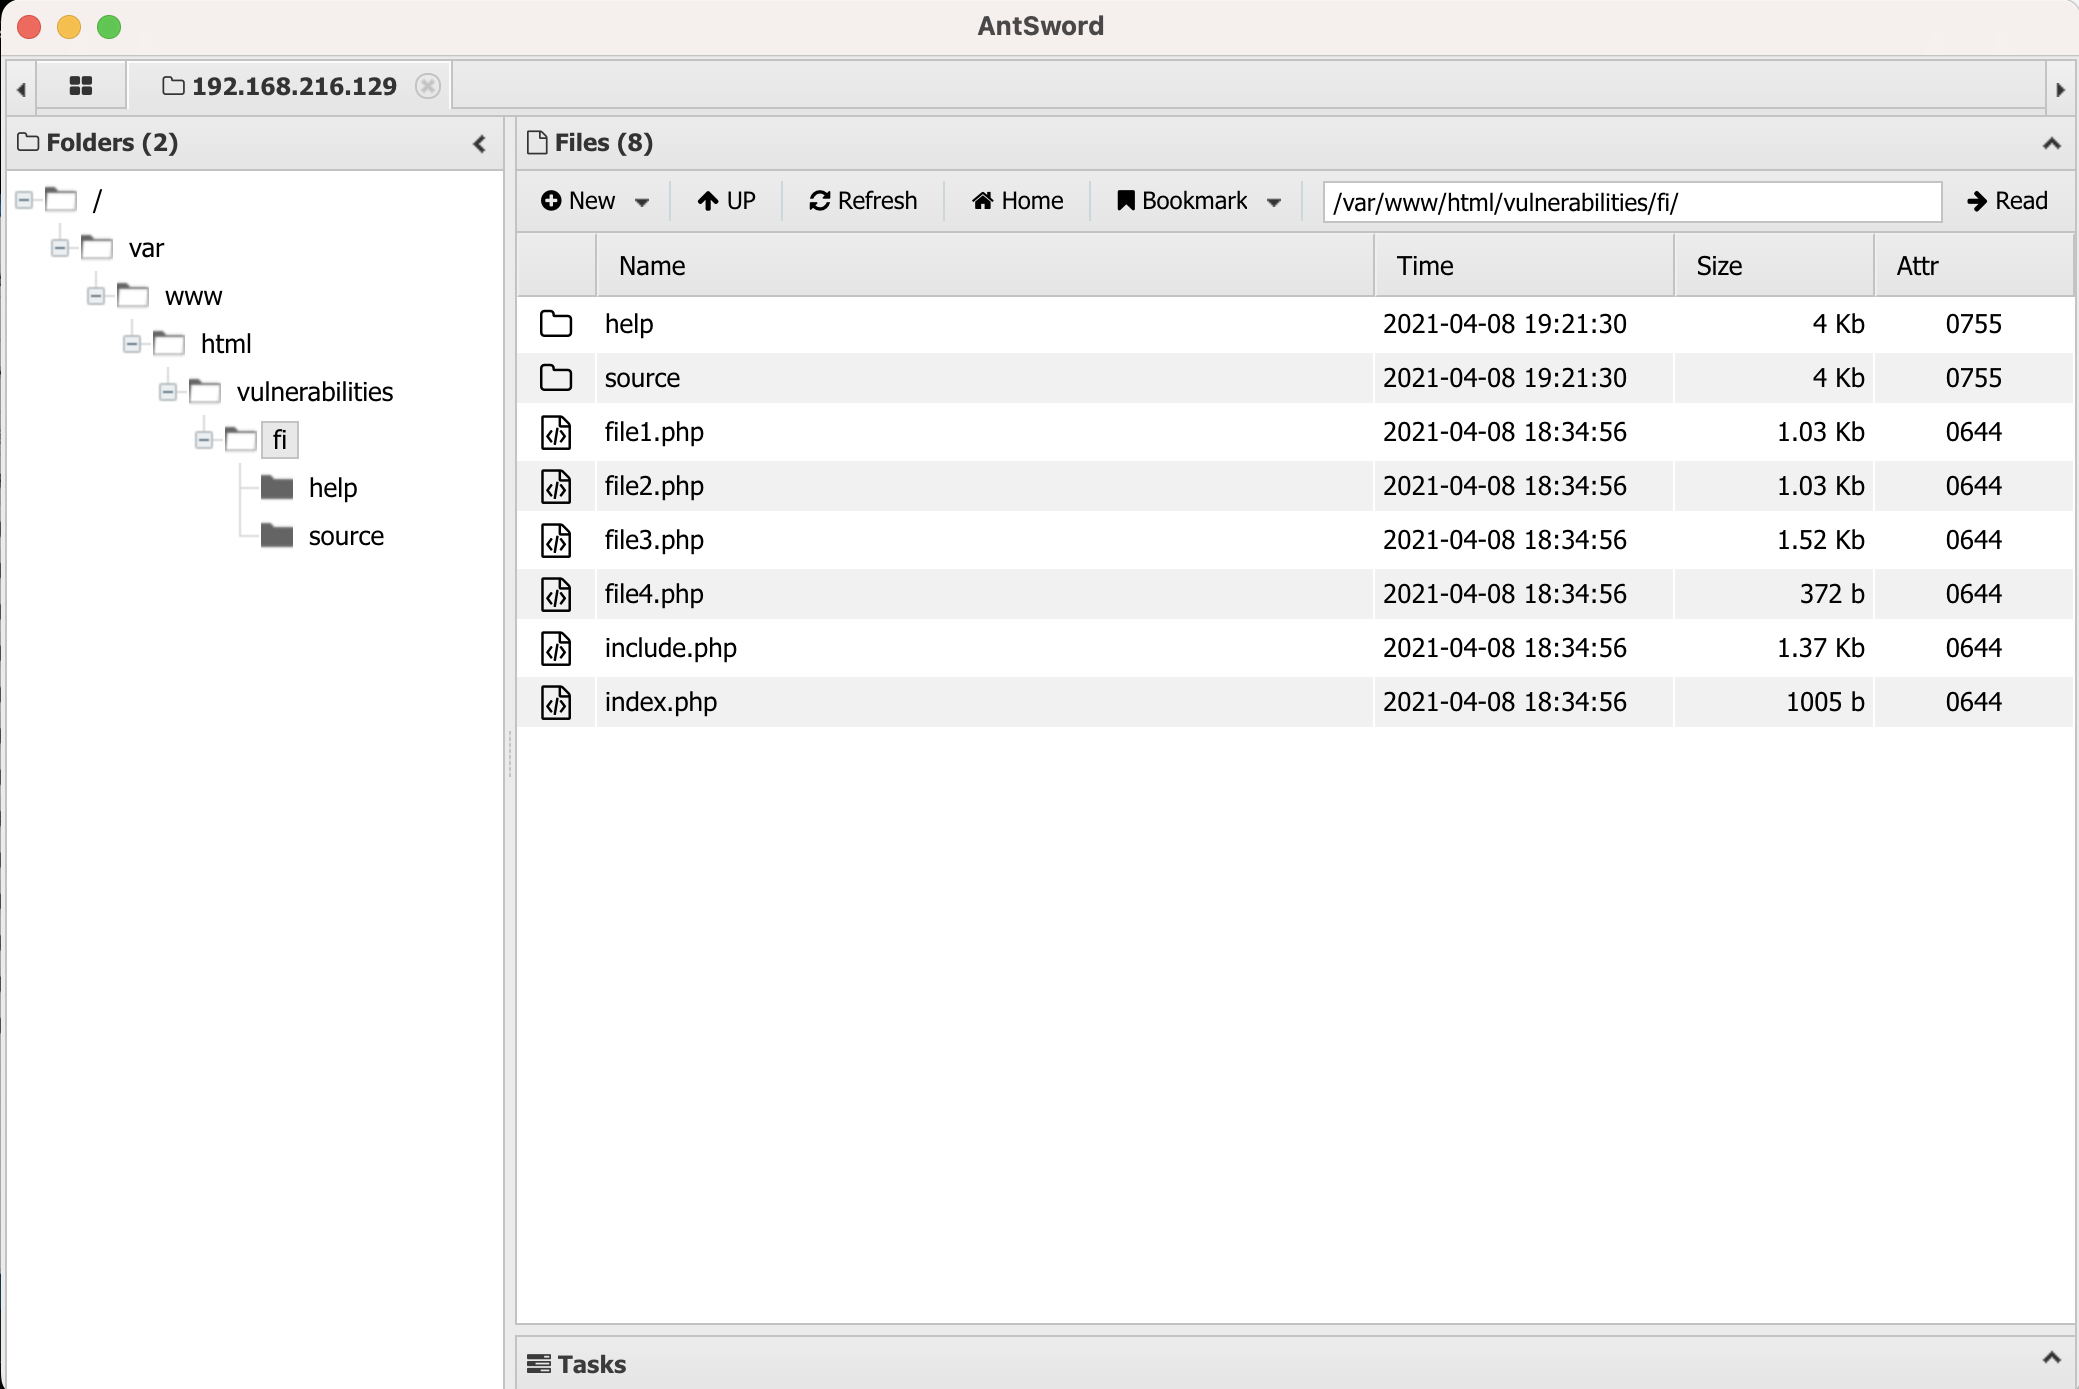 AntSword
192.168.216.129
Folders (2)
/
var
www
html
vulnerabilities
fi
help
source
Files (8)
New UP Refresh Home Bookmark /var/www/html/vulnerabilities/fi/ Read
Name Time Size Attr
help 2021-04-08 19:21:30 4 Kb 0755
source 2021-04-08 19:21:30 4 Kb 0755
file1.php 2021-04-08 18:34:56 1.03 Kb 0644
file2.php 2021-04-08 18:34:56 1.03 Kb 0644
file3.php 2021-04-08 18:34:56 1.52 Kb 0644
file4.php 2021-04-08 18:34:56 372 b 0644
include.php 2021-04-08 18:34:56 1.37 Kb 0644
index.php 2021-04-08 18:34:56 1005 b 0644
Tasks